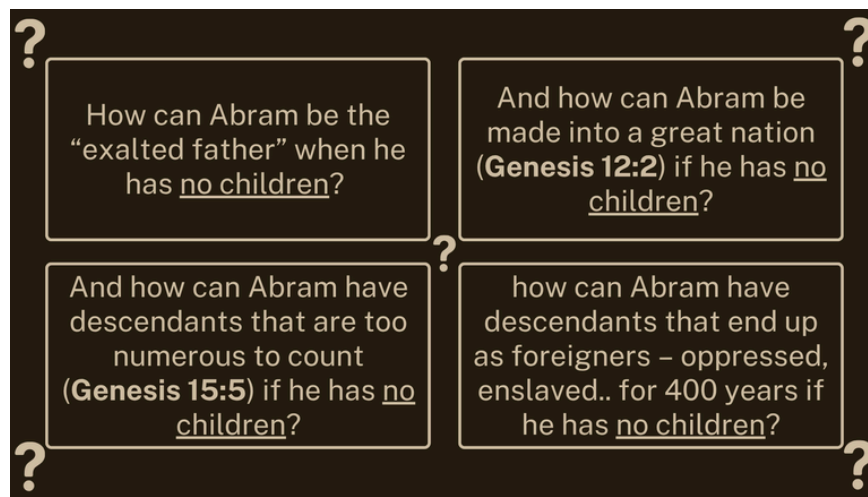 ?
?
How can Abram be the
“exalted father” when he
has no children?
And how can Abram be
made into a great nation
(Genesis 12:2) if he has no
children?
?
And how can Abram have
descendants that are too
numerous to count
(Genesis 15:5) if he has no
children?
how can Abram have
descendants that end up
as foreigners – oppressed,
enslaved.. for 400 years if
he has no children?
?
?